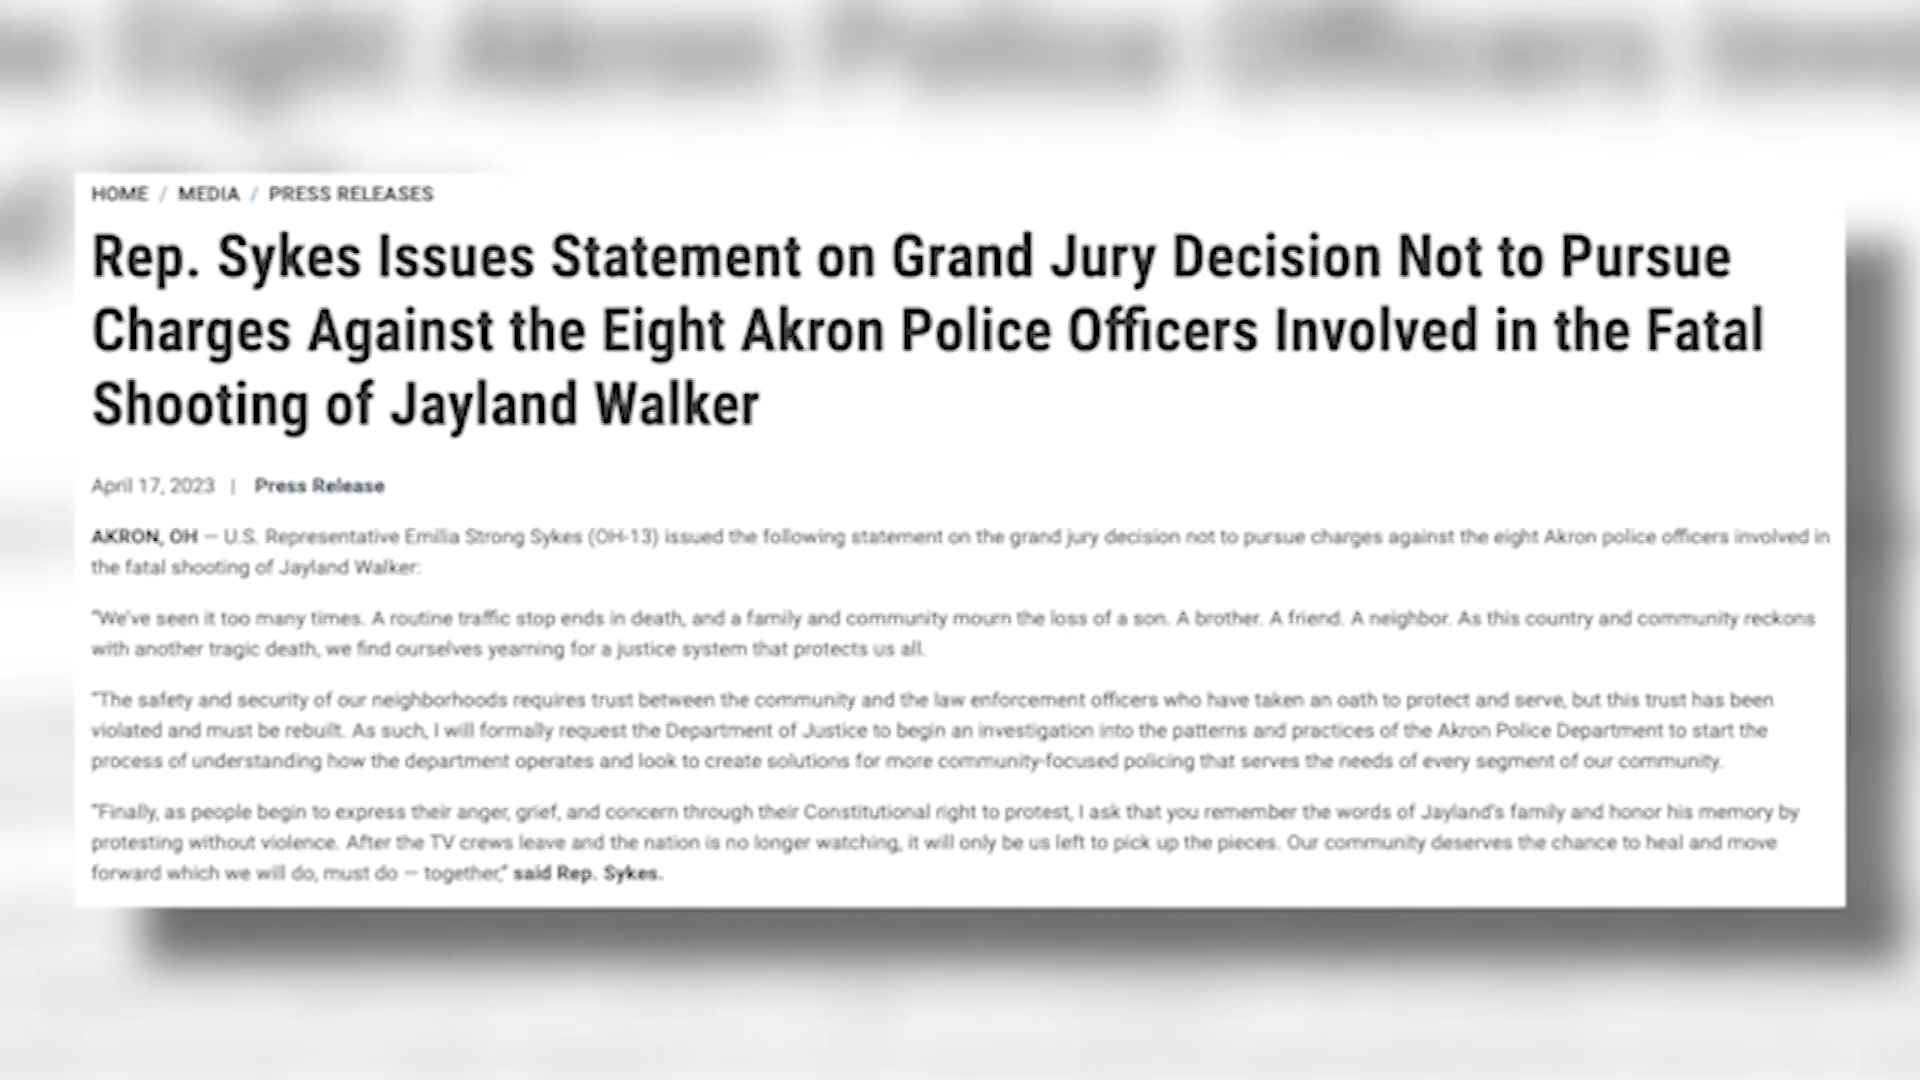 HOME / MEDIA / PRESS RELEASES
Rep. Sykes Issues Statement on Grand Jury Decision Not to Pursue
Charges Against the Eight Akron Police Officers Involved in the Fatal
Shooting of Jayland Walker
April 17, 2023 | Press Release
AKRON, OH — U.S. Representative Emilia Strong Sykes (OH-13) issued the following statement on the grand jury decision not to pursue charges against the eight Akron police officers involved in
the fatal shooting of Jayland Walker:
"We've seen it too many times. A routine traffic stop ends in death, and a family and community mourn the loss of a son. A brother. A friend. A neighbor. As this country and community reckons
with another tragic death, we find ourselves yearning for a justice system that protects us all.
"The safety and security of our neighborhoods requires trust between the community and the law enforcement officers who have taken an oath to protect and serve, but this trust has been
violated and must be rebuilt. As such, I will formally request the Department of Justice to begin an investigation into the patterns and practices of the Akron Police Department to start the
process of understanding how the department operates and look to create solutions for more community-focused policing that serves the needs of every segment of our community.
"Finally, as people begin to express their anger, grief, and concern through their Constitutional right to protest, I ask that you remember the words of Jayland's family and honor his memory by
protesting without violence. After the TV crews leave and the nation is no longer watching, it will only be us left to pick up the pieces. Our community deserves the chance to heal and move
forward which we will do, must do — together," said Rep. Sykes.